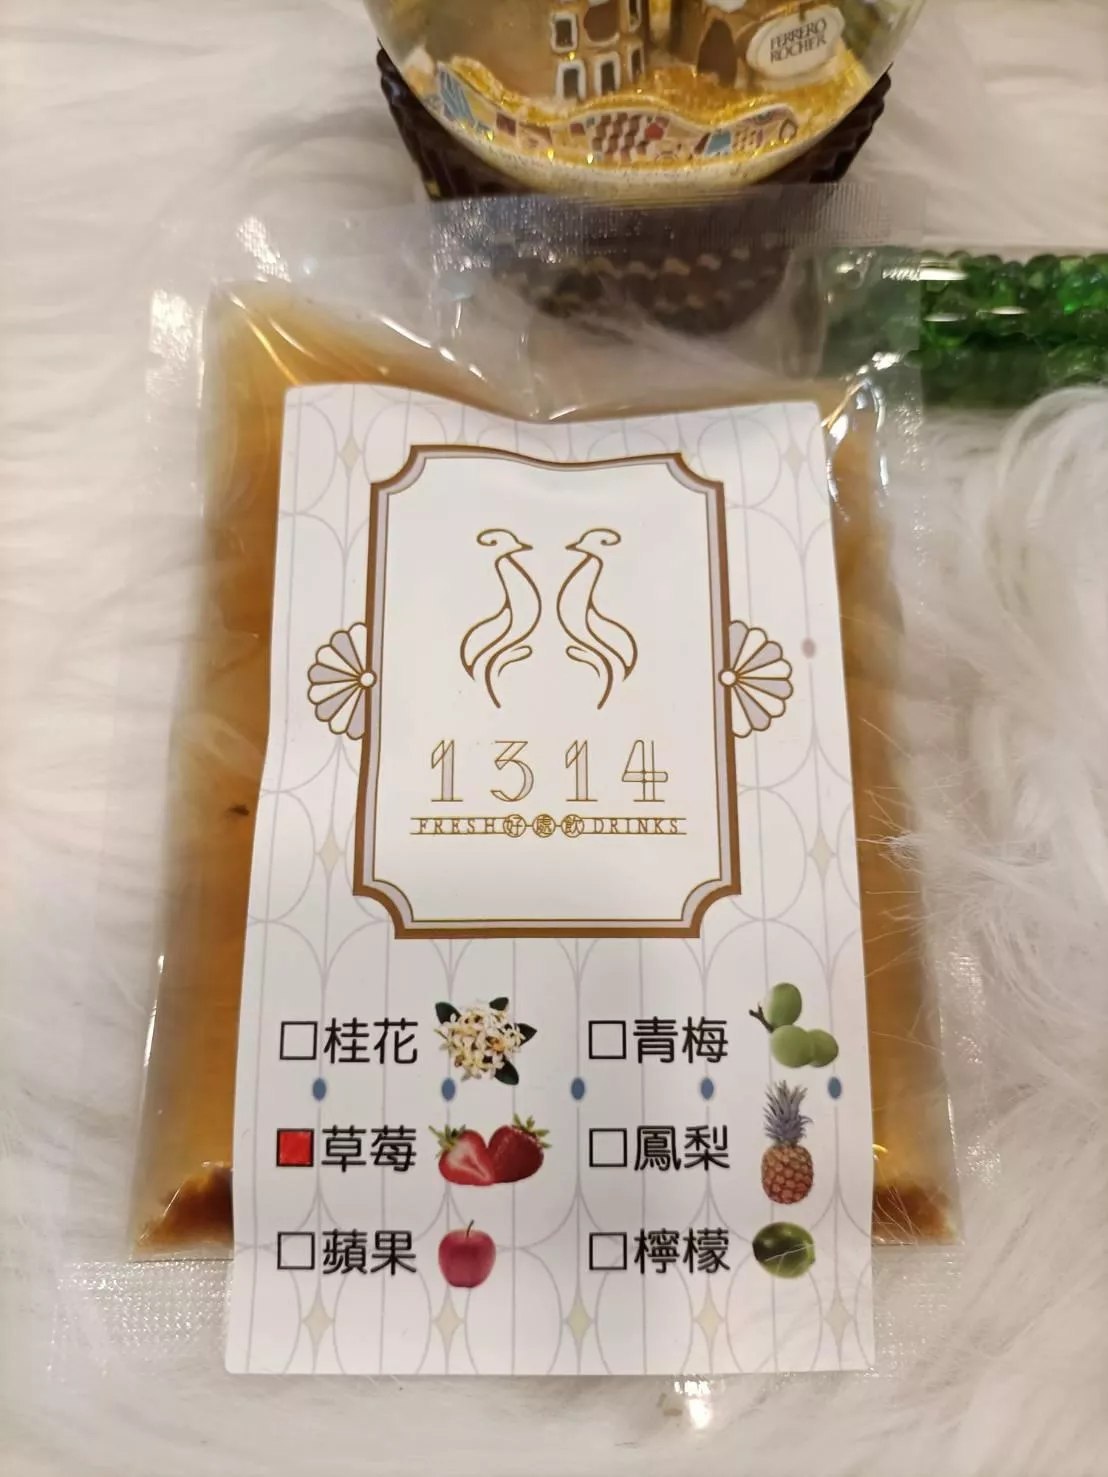 FERRERO
ROCHER
1314
FRESH好處飲DRINKS
□桂花
□青梅
■草莓
□鳳梨
□蘋果
□檸檬